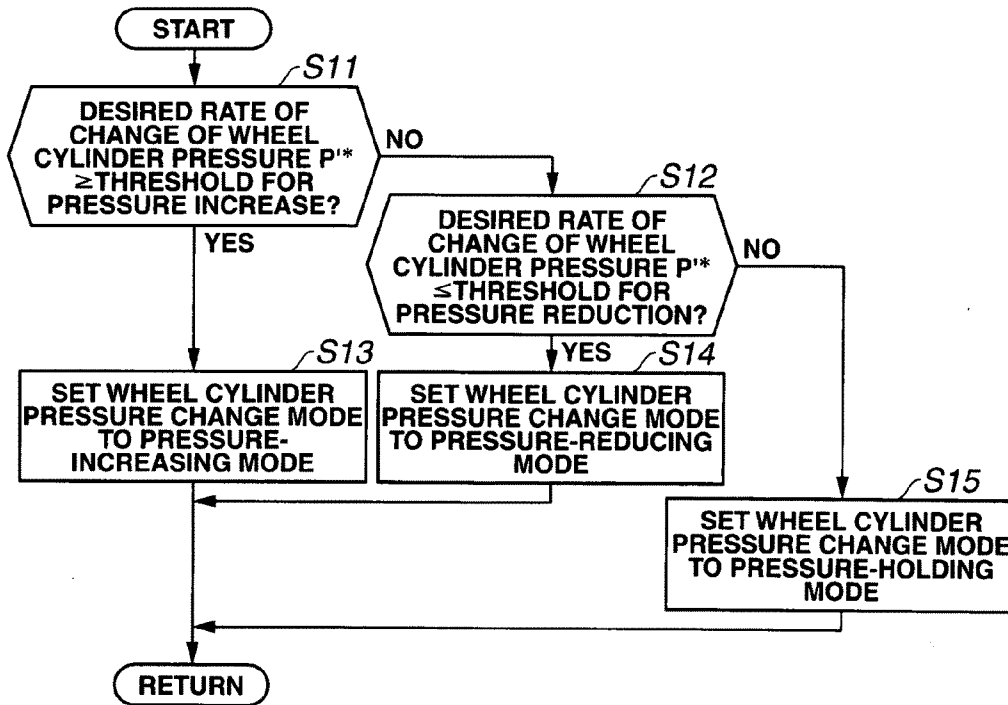 START
S11
DESIRED RATE OF
CHANGE OF WHEEL
CYLINDER PRESSURE P'*
≥THRESHOLD FOR
PRESSURE INCREASE?
NO
YES
S12
DESIRED RATE OF
CHANGE OF WHEEL
CYLINDER PRESSURE P'*
≦THRESHOLD FOR
PRESSURE REDUCTION?
NO
YES
S13
SET WHEEL CYLINDER
PRESSURE CHANGE MODE
TO PRESSURE-
INCREASING MODE
S14
SET WHEEL CYLINDER
PRESSURE CHANGE MODE
TO PRESSURE-REDUCING
MODE
S15
SET WHEEL CYLINDER
PRESSURE CHANGE MODE
TO PRESSURE-HOLDING
MODE
RETURN